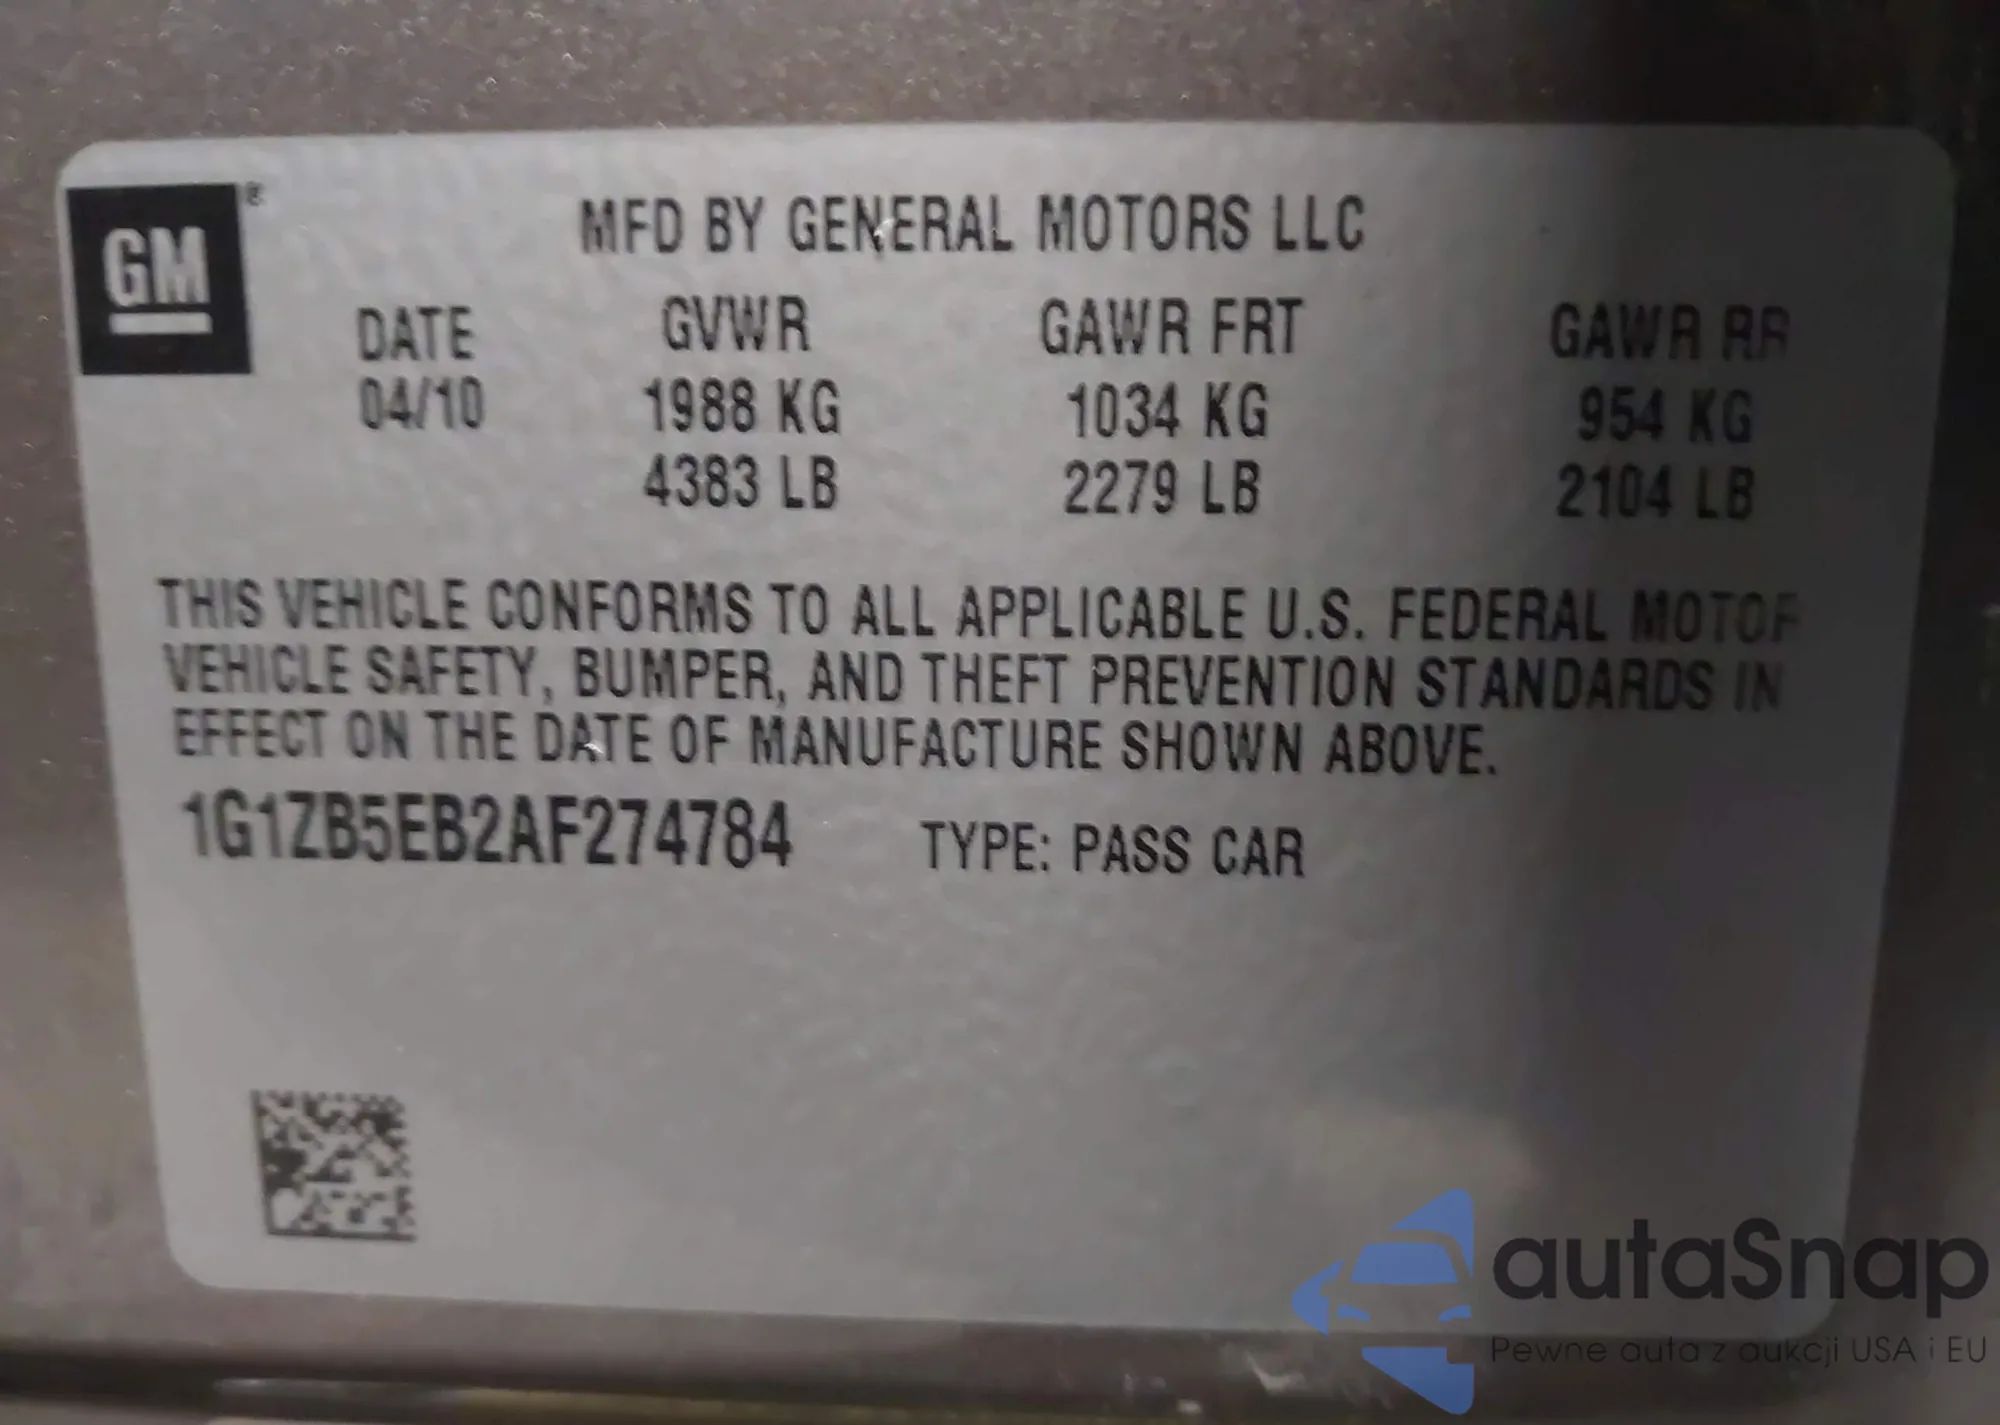 GM®
MFD BY GENERAL MOTORS LLC
DATE GVWR GAWR FRT GAWR RR
04/10 1988 KG 1034 KG 954 KG
4383 LB 2279 LB 2104 LB
THIS VEHICLE CONFORMS TO ALL APPLICABLE U.S. FEDERAL MOTOR
VEHICLE SAFETY, BUMPER, AND THEFT PREVENTION STANDARDS IN
EFFECT ON THE DATE OF MANUFACTURE SHOWN ABOVE.
1G1ZB5EB2AF274784 TYPE: PASS CAR
autaSnap
Pewne auta z aukcji USA i EU